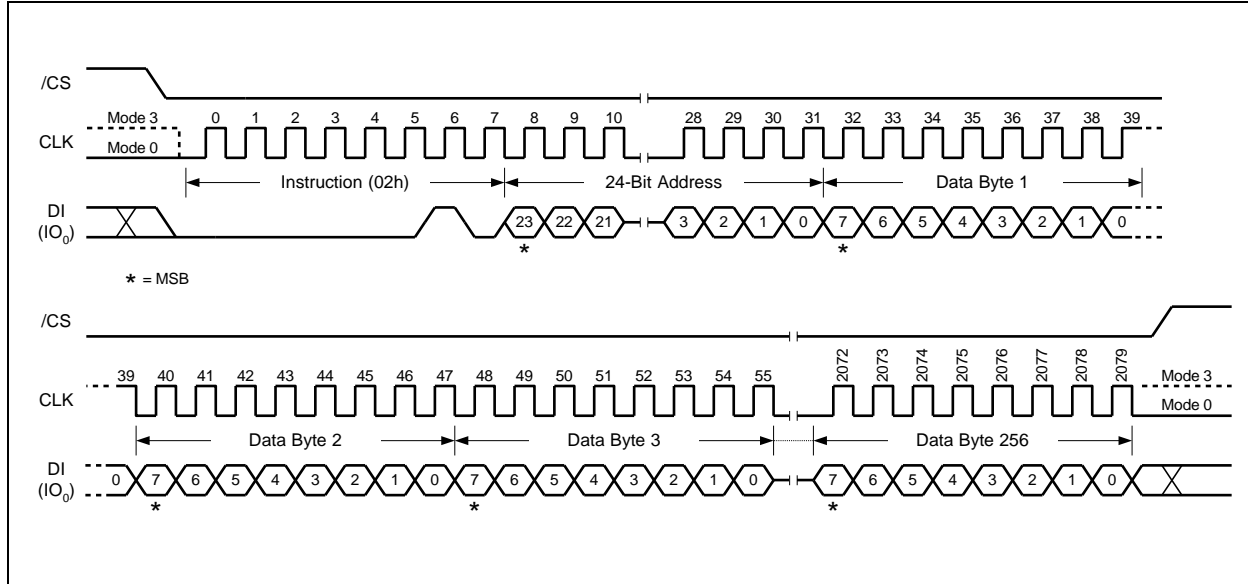 /CS
Mode 3 0 1 2 3 4 5 6 7 8 9 10 28 29 30 31 32 33 34 35 36 37 38 39
CLK
Mode 0
Instruction (02h) 24-Bit Address Data Byte 1
DI
(IO0) 23 22 21 3 2 1 0 7 6 5 4 3 2 1 0
* *
* = MSB
/CS
39 40 41 42 43 44 45 46 47 48 49 50 51 52 53 54 55 2072 2073 2074 2075 2076 2077 2078 2079 Mode 3
CLK
Mode 0
Data Byte 2 Data Byte 3 Data Byte 256
DI
(IO0) 0 7 6 5 4 3 2 1 0 7 6 5 4 3 2 1 0 7 6 5 4 3 2 1 0
* * *